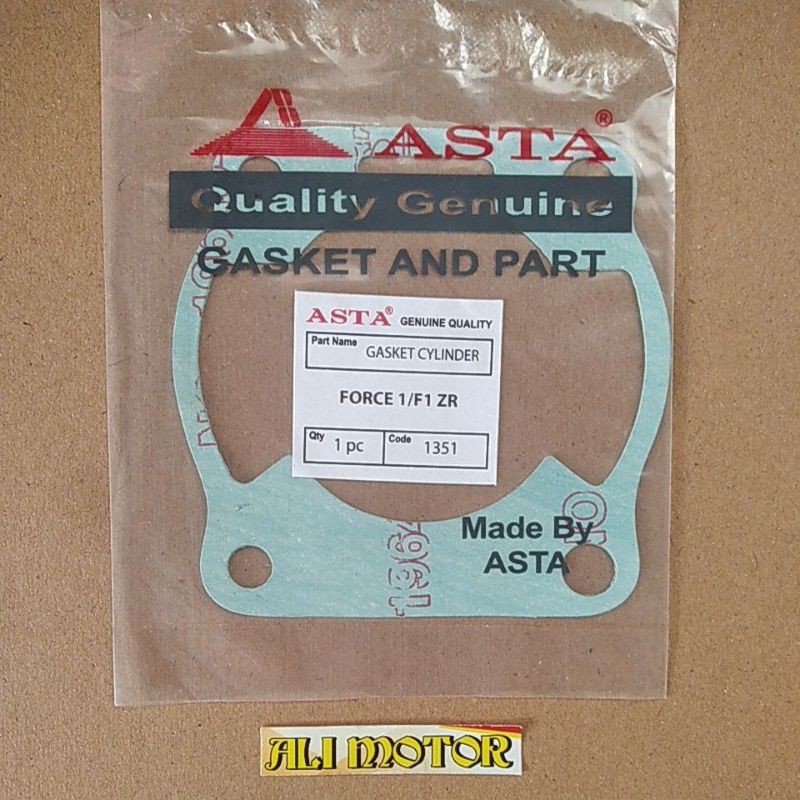 ASTA®
Quality Genuine
GASKET AND PART
ASTA® GENUINE QUALITY
Part Name
GASKET CYLINDER
FORCE 1/F1 ZR
Qty 1 pc Code 1351
Made By
ASTA
ALI MOTOR